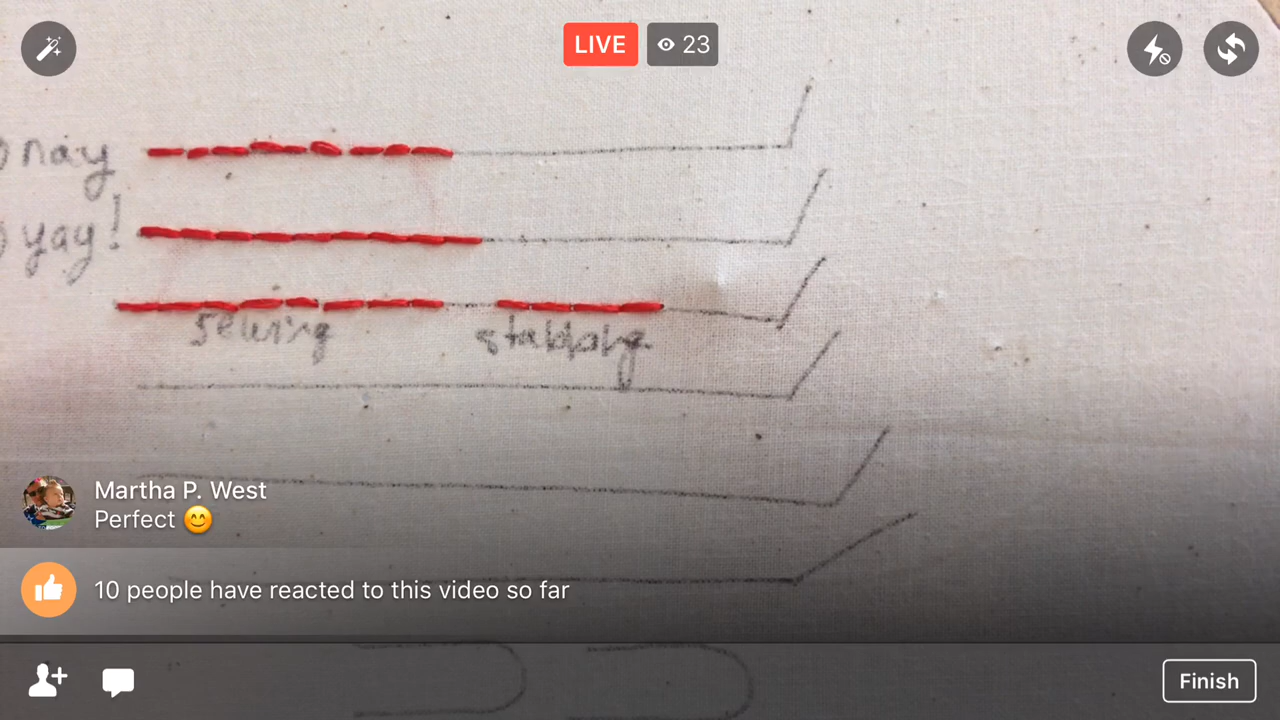 LIVE 23
nay
yay!
sewing stabbing
Martha P. West
Perfect 😊
10 people have reacted to this video so far
Finish